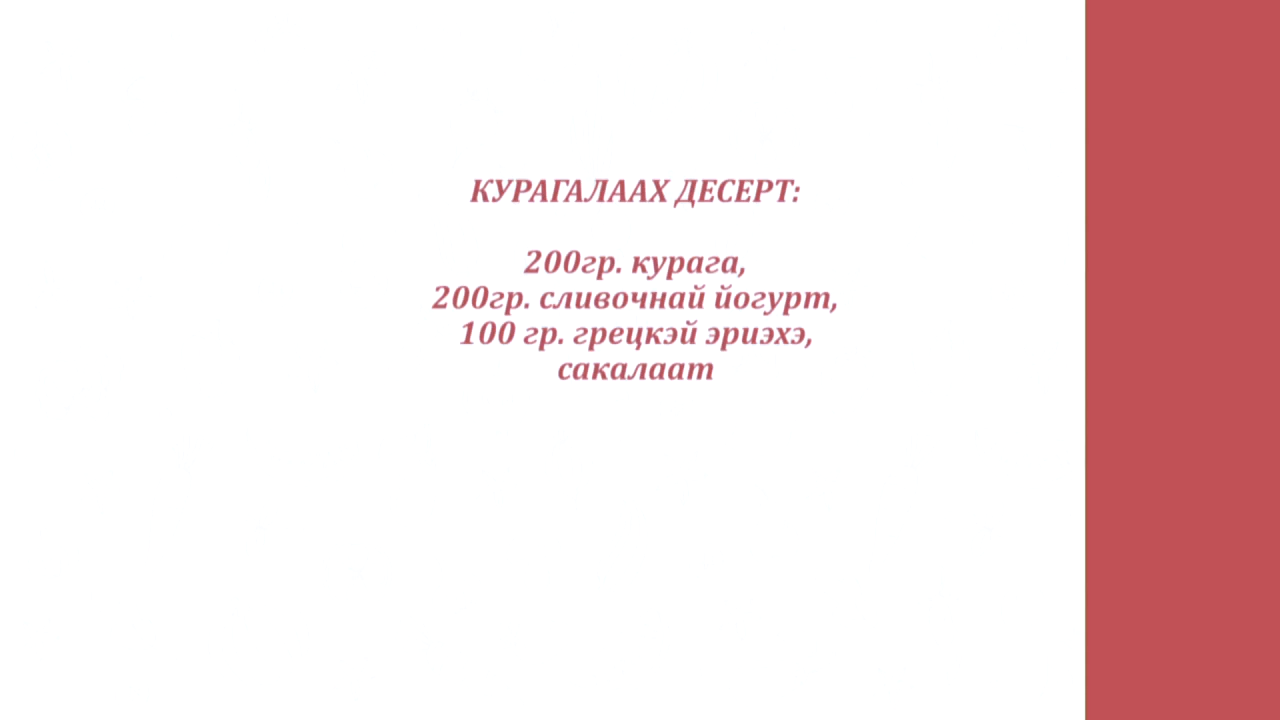 КУРАГАЛААХ ДЕСЕРТ:
200гр. курага,
200гр. сливочнай йогурт,
100 гр. грецкэй эриэхэ,
сакалаат